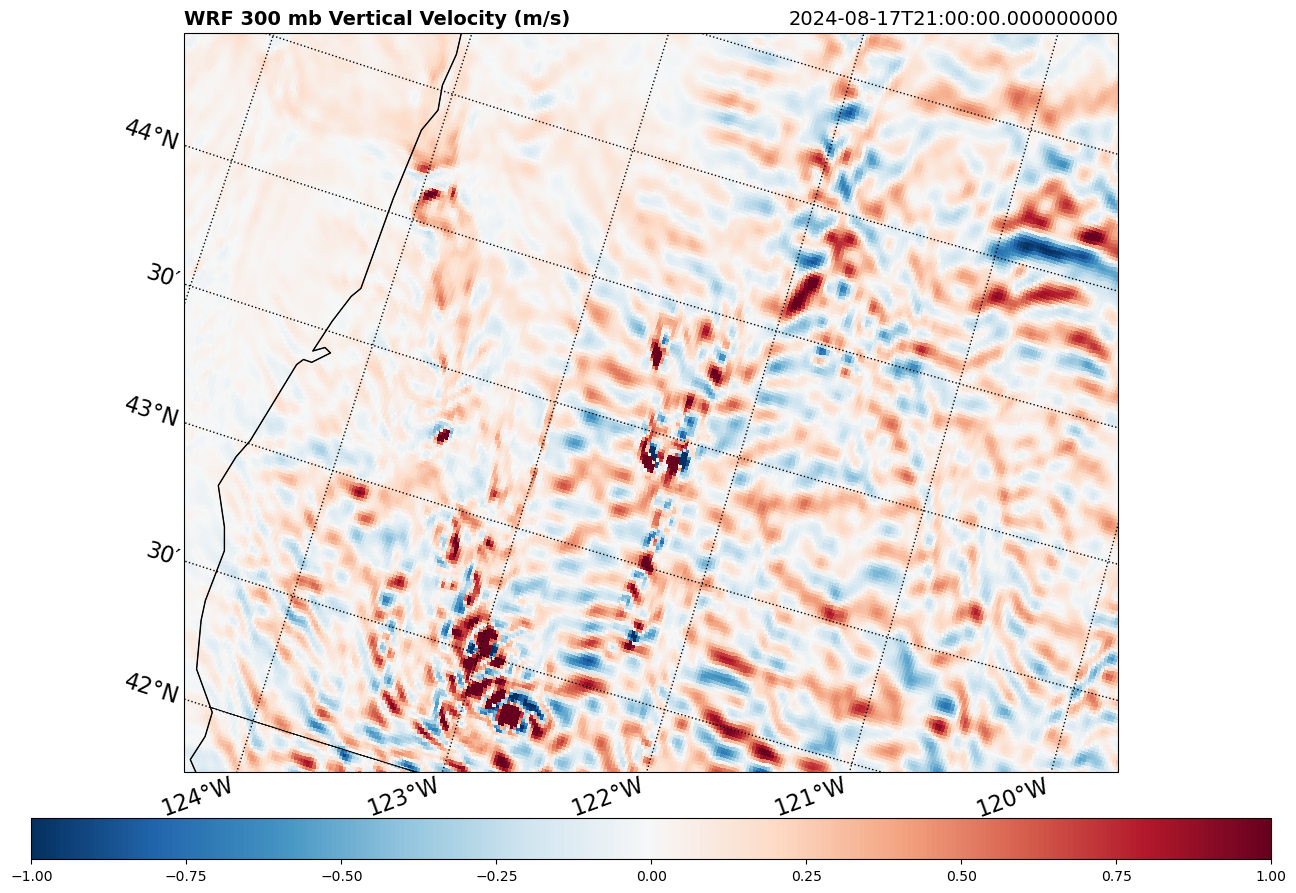 WRF 300 mb Vertical Velocity (m/s)
2024-08-17T21:00:00.000000000
44°N
30′
43°N
30′
42°N
124°W
123°W
122°W
121°W
120°W
−1.00
−0.75
−0.50
−0.25
0.00
0.25
0.50
0.75
1.00